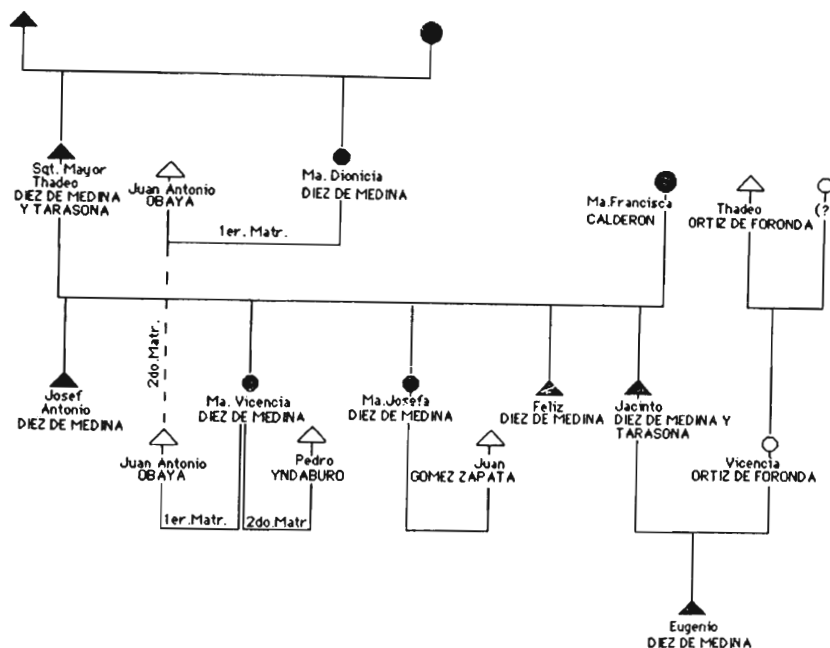 Sgt. Mayor
Thadeo
DIEZ DE MEDINA
Y TARASONA
Juan Antonio
OBAYA
Ma. Dionicia
DIEZ DE MEDINA
Ma.Francisca
CALDERON
Thadeo
ORTIZ DE FORONDA
(?
1er. Matr.
2do.Matr.
Josef
Antonio
DIEZ DE MEDINA
Ma. Vicencia
DIEZ DE MEDINA
Ma.Josefa
DIEZ DE MEDINA
Feliz
DIEZ DE MEDINA
Jacinto
DIEZ DE MEDINA Y
TARASONA
Juan Antonio
OBAYA
Pedro
YNDABURO
Juan
GOMEZ ZAPATA
Vicencia
ORTIZ DE FORONDA
1er.Matr.
2do.Matr
Eugenio
DIEZ DE MEDINA